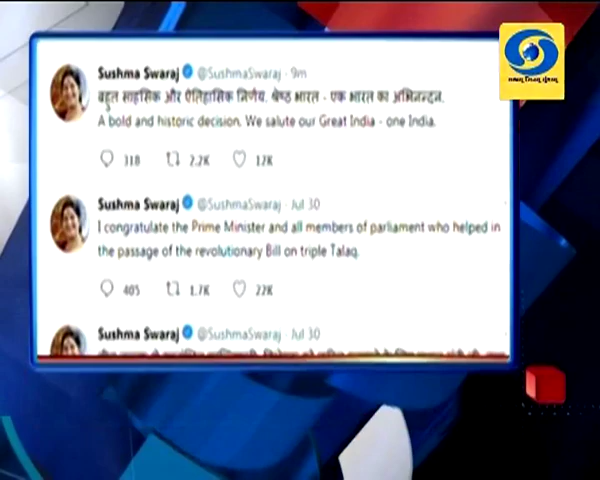 Sushma Swaraj @SushmaSwaraj · 9m
बहुत साहसिक और ऐतिहासिक निर्णय. श्रेष्ठ भारत - एक भारत का अभिनन्दन.
A bold and historic decision. We salute our Great India - one India.
318 2.2K 12K
Sushma Swaraj @SushmaSwaraj · Jul 30
I congratulate the Prime Minister and all members of parliament who helped in
the passage of the revolutionary Bill on triple Talaq.
405 1.7K 22K
Sushma Swaraj @SushmaSwaraj · Jul 30